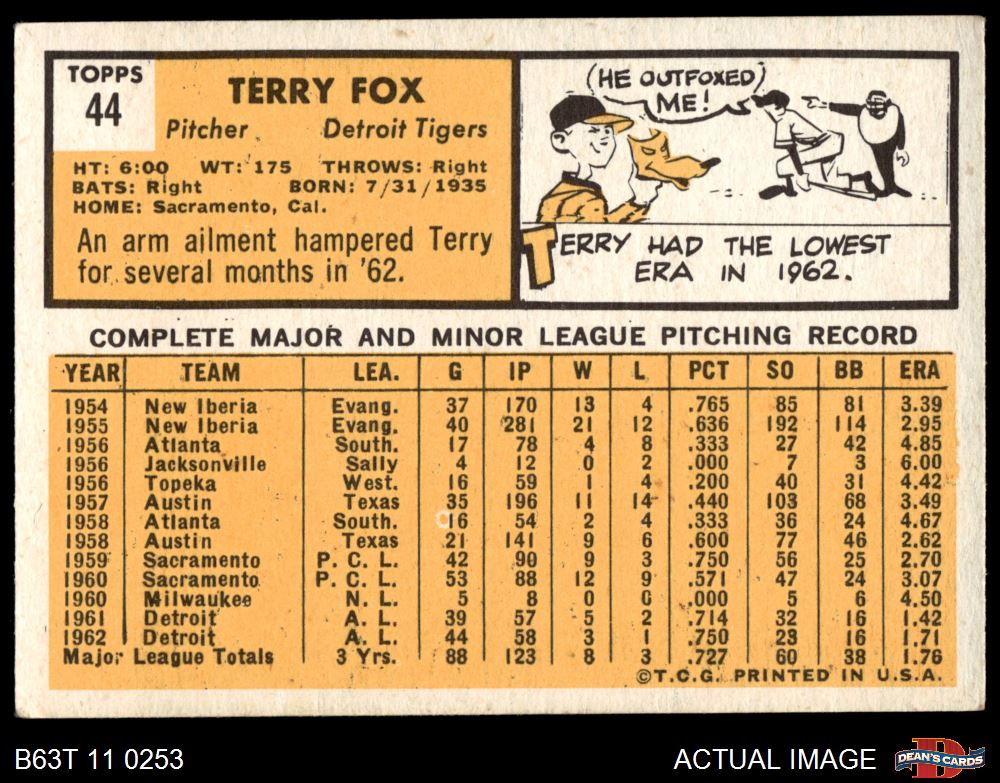 TOPPS
44
TERRY FOX
Pitcher Detroit Tigers
HT: 6:00 WT: 175 THROWS: Right
BATS: Right BORN: 7/31/1935
HOME: Sacramento, Cal.
An arm ailment hampered Terry
for several months in '62.
(HE OUTFOXED)
ME!
TERRY HAD THE LOWEST
ERA IN 1962.
COMPLETE MAJOR AND MINOR LEAGUE PITCHING RECORD
YEAR TEAM LEA. G IP W L PCT SO BB ERA
1954 New Iberia Evang. 37 170 13 4 .765 85 81 3.39
1955 New Iberia Evang. 40 281 21 12 .636 192 114 2.95
1956 Atlanta South. 17 78 4 8 .333 27 42 4.85
1956 Jacksonville Sally 4 12 0 2 .000 7 3 6.00
1956 Topeka West. 16 59 1 4 .200 40 31 4.42
1957 Austin Texas 35 196 11 14 .440 103 68 3.49
1958 Atlanta South. 16 54 2 4 .333 36 24 4.67
1958 Austin Texas 21 141 9 6 .600 77 46 2.62
1959 Sacramento P. C. L. 42 90 9 3 .750 56 25 2.70
1960 Sacramento P. C. L. 53 88 12 9 .571 47 24 3.07
1960 Milwaukee N. L. 5 8 0 0 .000 5 6 4.50
1961 Detroit A. L. 39 57 5 2 .714 32 16 1.42
1962 Detroit A. L. 44 58 3 1 .750 23 16 1.71
Major League Totals 3 Yrs. 88 123 8 3 .727 60 38 1.76
©T.C.G. PRINTED IN U.S.A.
B63T 11 0253 ACTUAL IMAGE DEAN'S CARDS